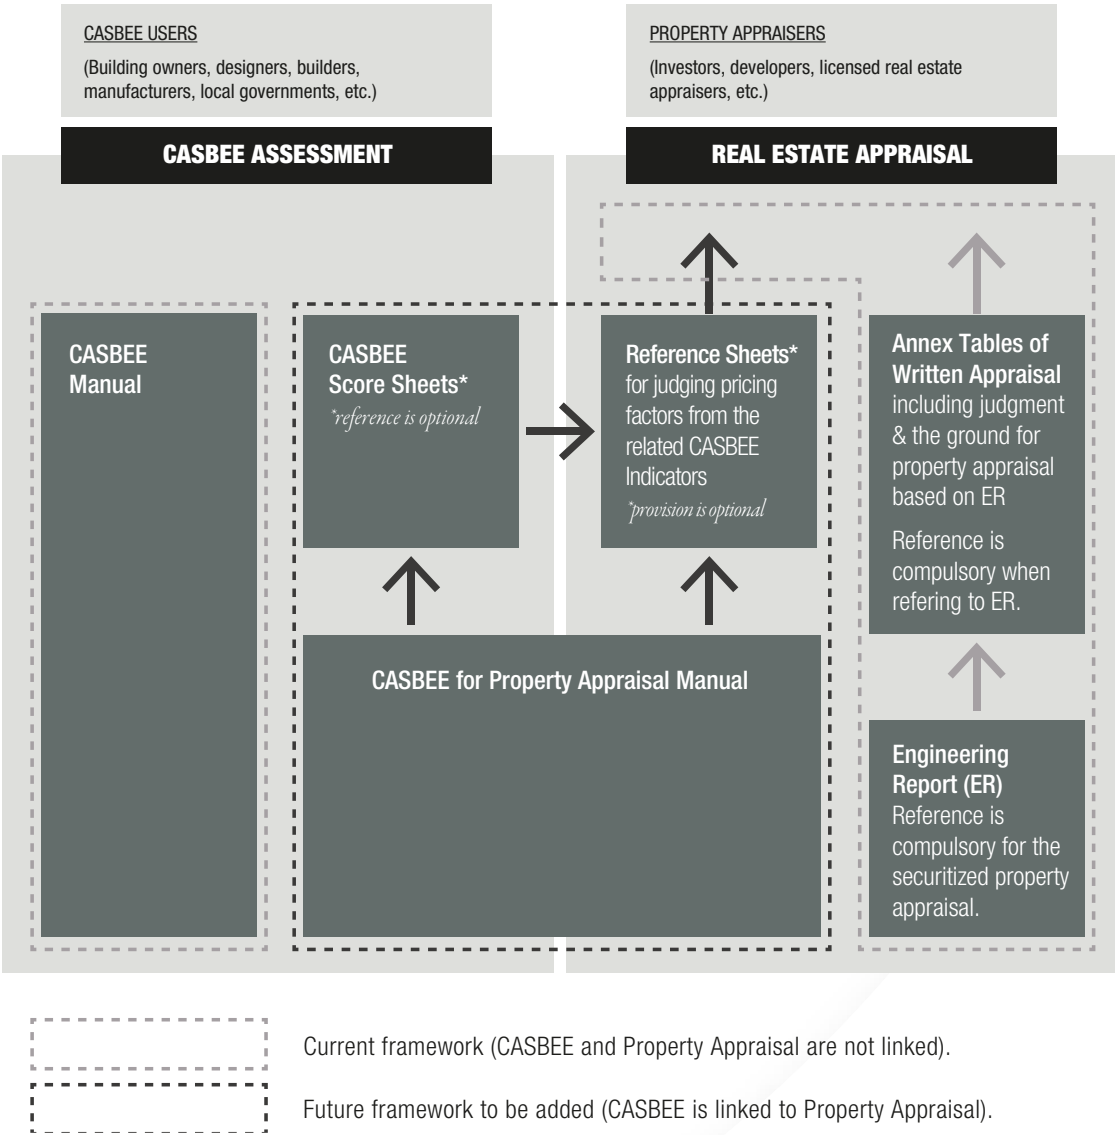 CASBEE USERS
(Building owners, designers, builders,
manufacturers, local governments, etc.)
PROPERTY APPRAISERS
(Investors, developers, licensed real estate
appraisers, etc.)
CASBEE ASSESSMENT
REAL ESTATE APPRAISAL
CASBEE
Manual
CASBEE
Score Sheets*
*reference is optional
Reference Sheets*
for judging pricing
factors from the
related CASBEE
Indicators
*provision is optional
Annex Tables of
Written Appraisal
including judgment
& the ground for
property appraisal
based on ER
Reference is
compulsory when
refering to ER.
CASBEE for Property Appraisal Manual
Engineering
Report (ER)
Reference is
compulsory for the
securitized property
appraisal.
Current framework (CASBEE and Property Appraisal are not linked).
Future framework to be added (CASBEE is linked to Property Appraisal).